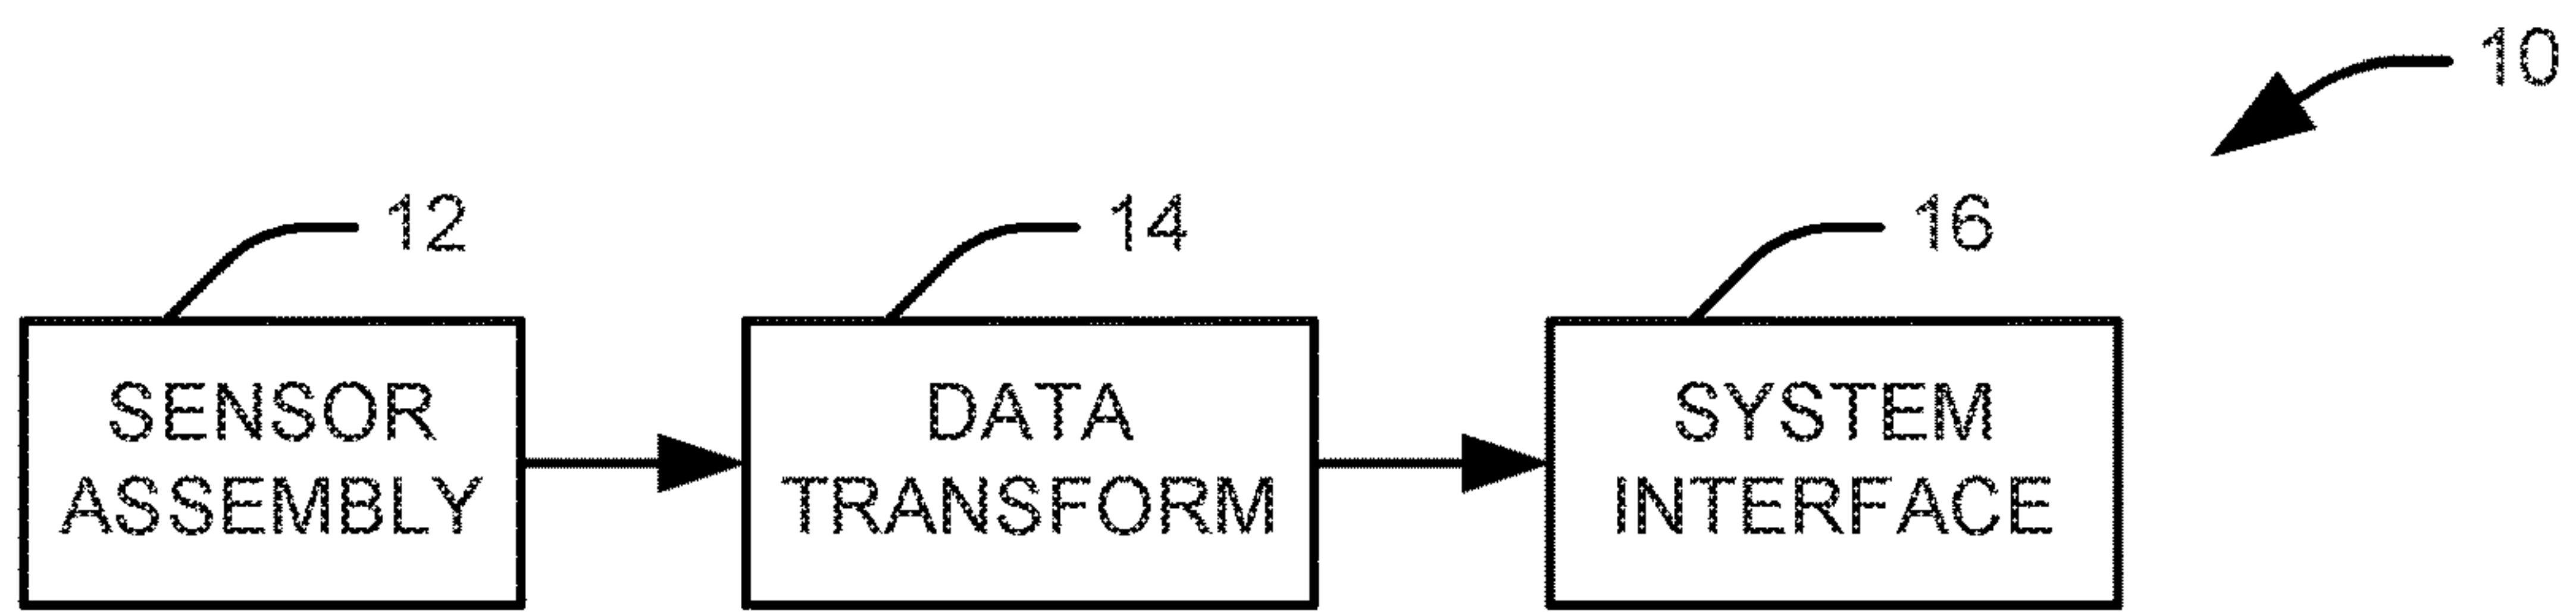 10
12
14
16
SENSOR
ASSEMBLY
DATA
TRANSFORM
SYSTEM
INTERFACE